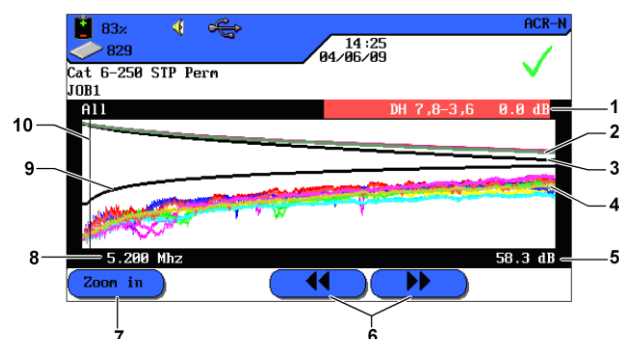 83% ACR-N
829 14:25
04/06/09
Cat 6-250 STP Perm
JOB1
All DH 7,8-3,6 0.0 dB 1
10 2
3
9
4
8 5.200 Mhz 58.3 dB 5
Zoom in
7 6